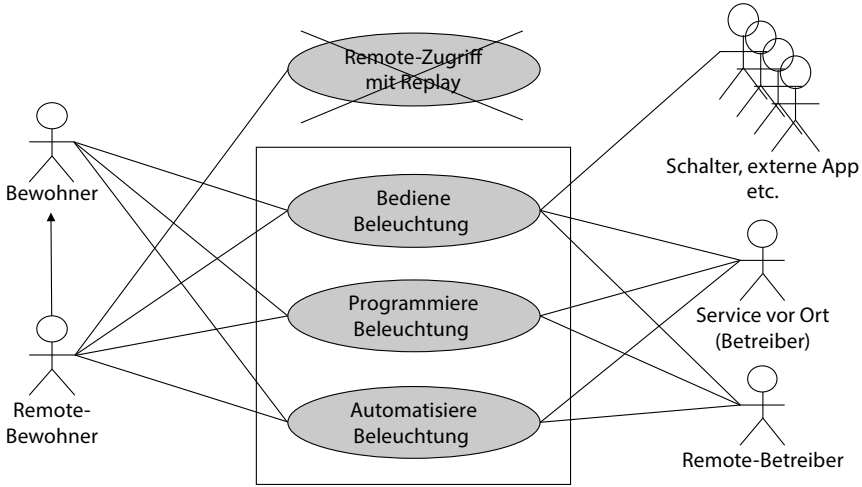 Remote-Zugriff
mit Replay
Schalter, externe App
etc.
Bewohner
Bediene
Beleuchtung
Programmiere
Beleuchtung
Service vor Ort
(Betreiber)
Remote-
Bewohner
Automatisiere
Beleuchtung
Remote-Betreiber